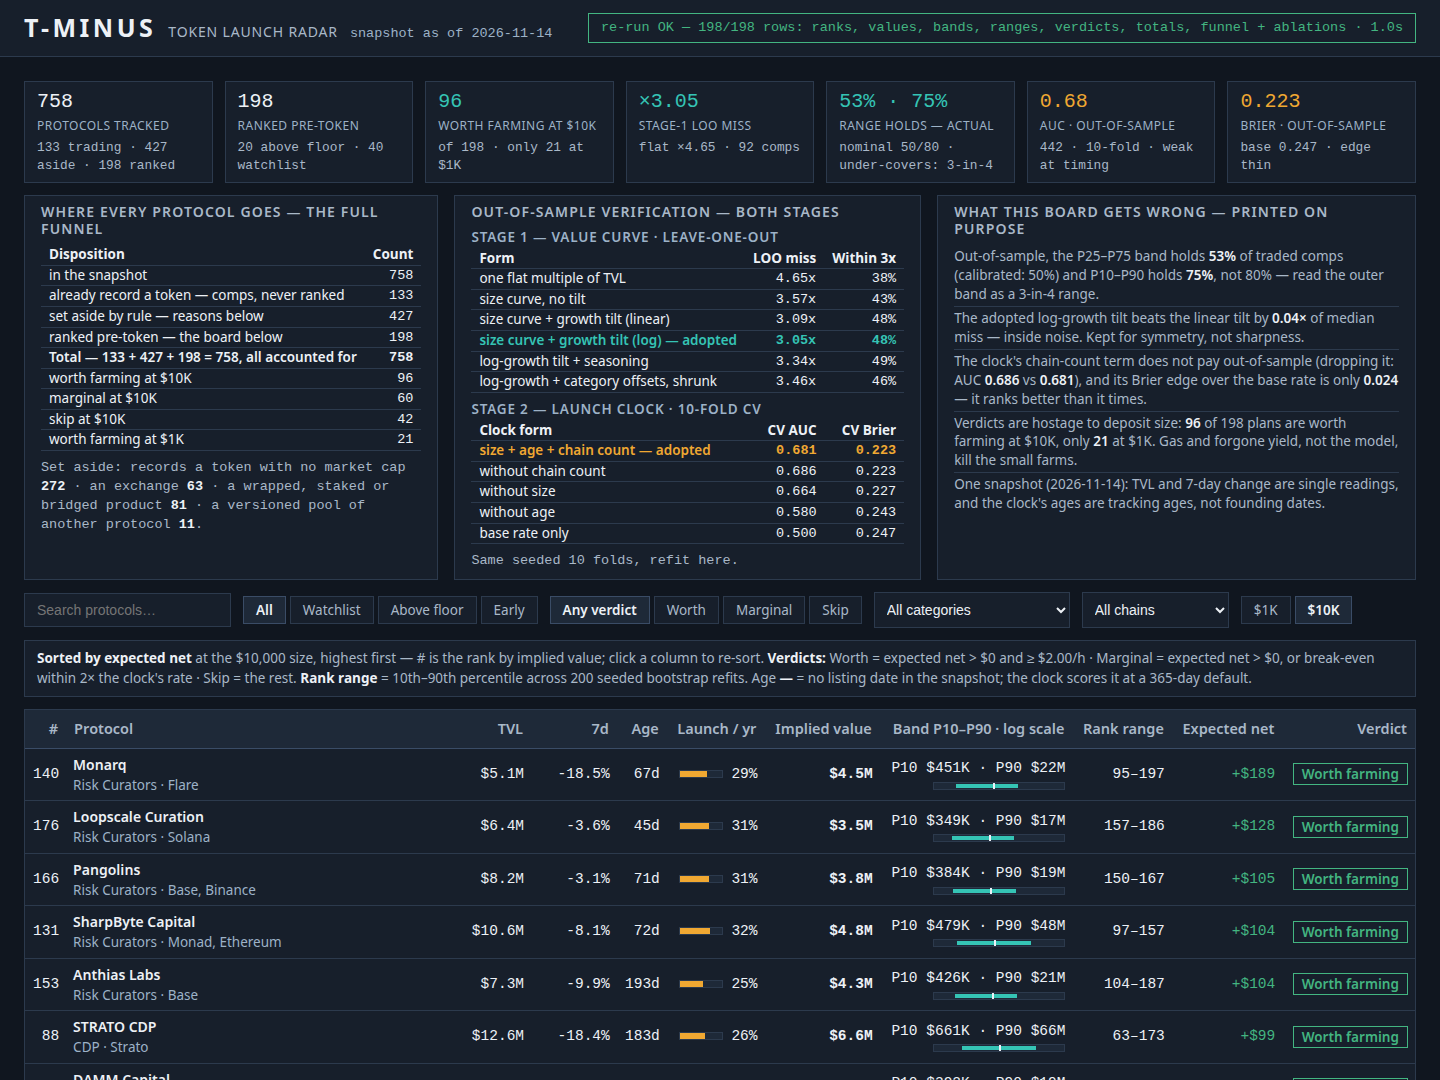 T-MINUS TOKEN LAUNCH RADAR snapshot as of 2026-11-14
re-run OK — 198/198 rows: ranks, values, bands, ranges, verdicts, totals, funnel + ablations · 1.0s
758
PROTOCOLS TRACKED
133 trading · 427
aside · 198 ranked
198
RANKED PRE-TOKEN
20 above floor · 40
watchlist
96
WORTH FARMING AT $10K
of 198 · only 21 at
$1K
×3.05
STAGE-1 LOO MISS
flat ×4.65 · 92 comps
53% · 75%
RANGE HOLDS — ACTUAL
nominal 50/80 ·
under-covers: 3-in-4
0.68
AUC · OUT-OF-SAMPLE
442 · 10-fold · weak
at timing
0.223
BRIER · OUT-OF-SAMPLE
base 0.247 · edge
thin
WHERE EVERY PROTOCOL GOES — THE FULL
FUNNEL
Disposition Count
in the snapshot 758
already record a token — comps, never ranked 133
set aside by rule — reasons below 427
ranked pre-token — the board below 198
Total — 133 + 427 + 198 = 758, all accounted for 758
worth farming at $10K 96
marginal at $10K 60
skip at $10K 42
worth farming at $1K 21
Set aside: records a token with no market cap
272 · an exchange 63 · a wrapped, staked or
bridged product 81 · a versioned pool of
another protocol 11.
OUT-OF-SAMPLE VERIFICATION — BOTH STAGES
STAGE 1 — VALUE CURVE · LEAVE-ONE-OUT
Form LOO miss Within 3x
one flat multiple of TVL 4.65x 38%
size curve, no tilt 3.57x 43%
size curve + growth tilt (linear) 3.09x 48%
size curve + growth tilt (log) — adopted 3.05x 48%
log-growth tilt + seasoning 3.34x 49%
log-growth + category offsets, shrunk 3.46x 46%
STAGE 2 — LAUNCH CLOCK · 10-FOLD CV
Clock form CV AUC CV Brier
size + age + chain count — adopted 0.681 0.223
without chain count 0.686 0.223
without size 0.664 0.227
without age 0.580 0.243
base rate only 0.500 0.247
Same seeded 10 folds, refit here.
WHAT THIS BOARD GETS WRONG — PRINTED ON
PURPOSE
Out-of-sample, the P25–P75 band holds 53% of traded comps
(calibrated: 50%) and P10–P90 holds 75%, not 80% — read the outer
band as a 3-in-4 range.
The adopted log-growth tilt beats the linear tilt by 0.04× of median
miss — inside noise. Kept for symmetry, not sharpness.
The clock's chain-count term does not pay out-of-sample (dropping it:
AUC 0.686 vs 0.681), and its Brier edge over the base rate is only 0.024
— it ranks better than it times.
Verdicts are hostage to deposit size: 96 of 198 plans are worth
farming at $10K, only 21 at $1K. Gas and forgone yield, not the model,
kill the small farms.
One snapshot (2026-11-14): TVL and 7-day change are single readings,
and the clock's ages are tracking ages, not founding dates.
Search protocols… All Watchlist Above floor Early Any verdict Worth Marginal Skip All categories All chains $1K $10K
Sorted by expected net at the $10,000 size, highest first — # is the rank by implied value; click a column to re-sort. Verdicts: Worth = expected net > $0 and ≥ $2.00/h · Marginal = expected net > $0, or break-even
within 2× the clock's rate · Skip = the rest. Rank range = 10th–90th percentile across 200 seeded bootstrap refits. Age — = no listing date in the snapshot; the clock scores it at a 365-day default.
# Protocol TVL 7d Age Launch / yr Implied value Band P10–P90 · log scale Rank range Expected net Verdict
140 Monarq $5.1M -18.5% 67d 29% $4.5M P10 $451K · P90 $22M 95–197 +$189 Worth farming
Risk Curators · Flare
176 Loopscale Curation $6.4M -3.6% 45d 31% $3.5M P10 $349K · P90 $17M 157–186 +$128 Worth farming
Risk Curators · Solana
166 Pangolins $8.2M -3.1% 71d 31% $3.8M P10 $384K · P90 $19M 150–167 +$105 Worth farming
Risk Curators · Base, Binance
131 SharpByte Capital $10.6M -8.1% 72d 32% $4.8M P10 $479K · P90 $48M 97–157 +$104 Worth farming
Risk Curators · Monad, Ethereum
153 Anthias Labs $7.3M -9.9% 193d 25% $4.3M P10 $426K · P90 $21M 104–187 +$104 Worth farming
Risk Curators · Base
88 STRATO CDP $12.6M -18.4% 183d 26% $6.6M P10 $661K · P90 $66M 63–173 +$99 Worth farming
CDP · Strato
DAMM Capital